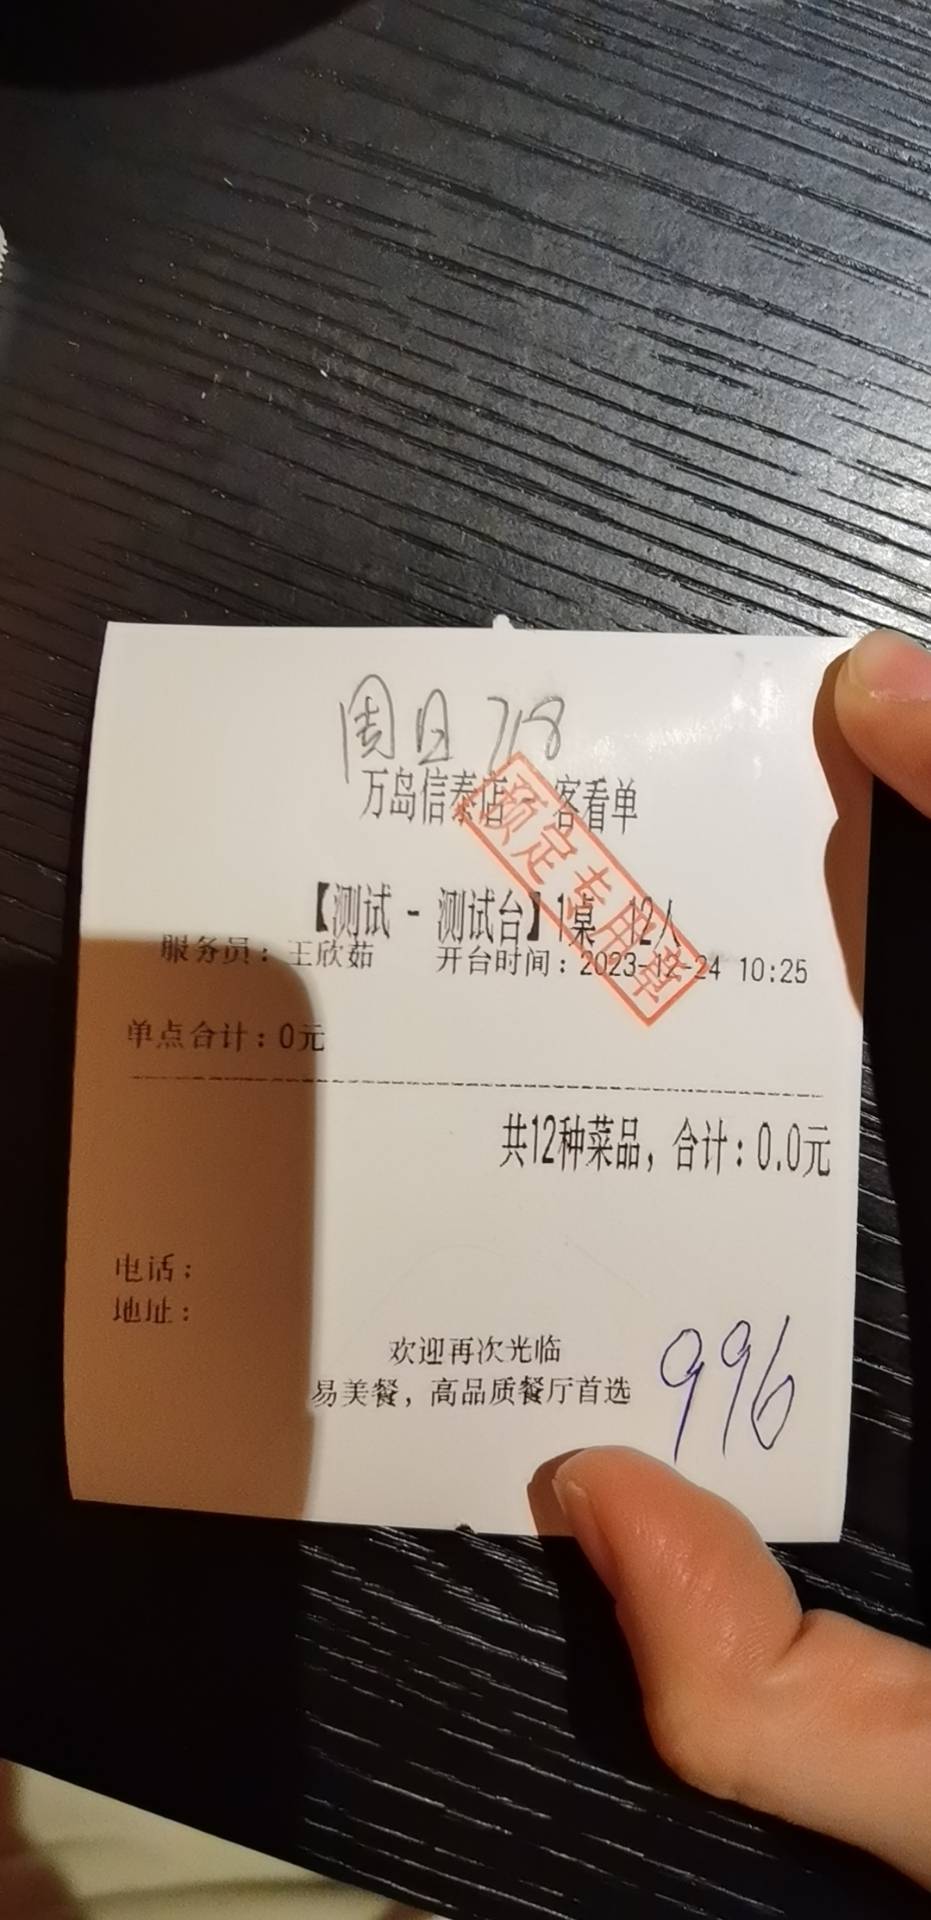 周日 718
万岛信泰店 - 客看单
预定专用章
【测试 - 测试台】1桌 12人
服务员：王欣茹 开台时间：2023-12-24 10:25
单点合计：0元
共12种菜品，合计：0.0元
电话：
地址：
欢迎再次光临
易美餐，高品质餐厅首选
996